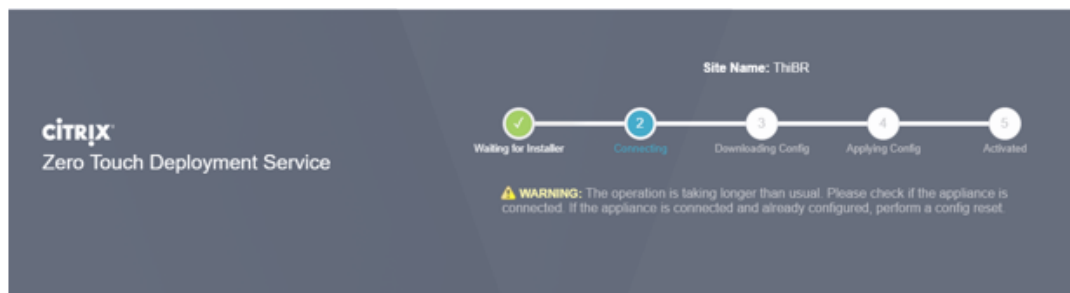 Site Name: ThiBR
CİTRIX
Zero Touch Deployment Service
✓ 2 3 4 5
Waiting for Installer Connecting Downloading Config Applying Config Activated
WARNING: The operation is taking longer than usual. Please check if the appliance is
connected. If the appliance is connected and already configured, perform a config reset.